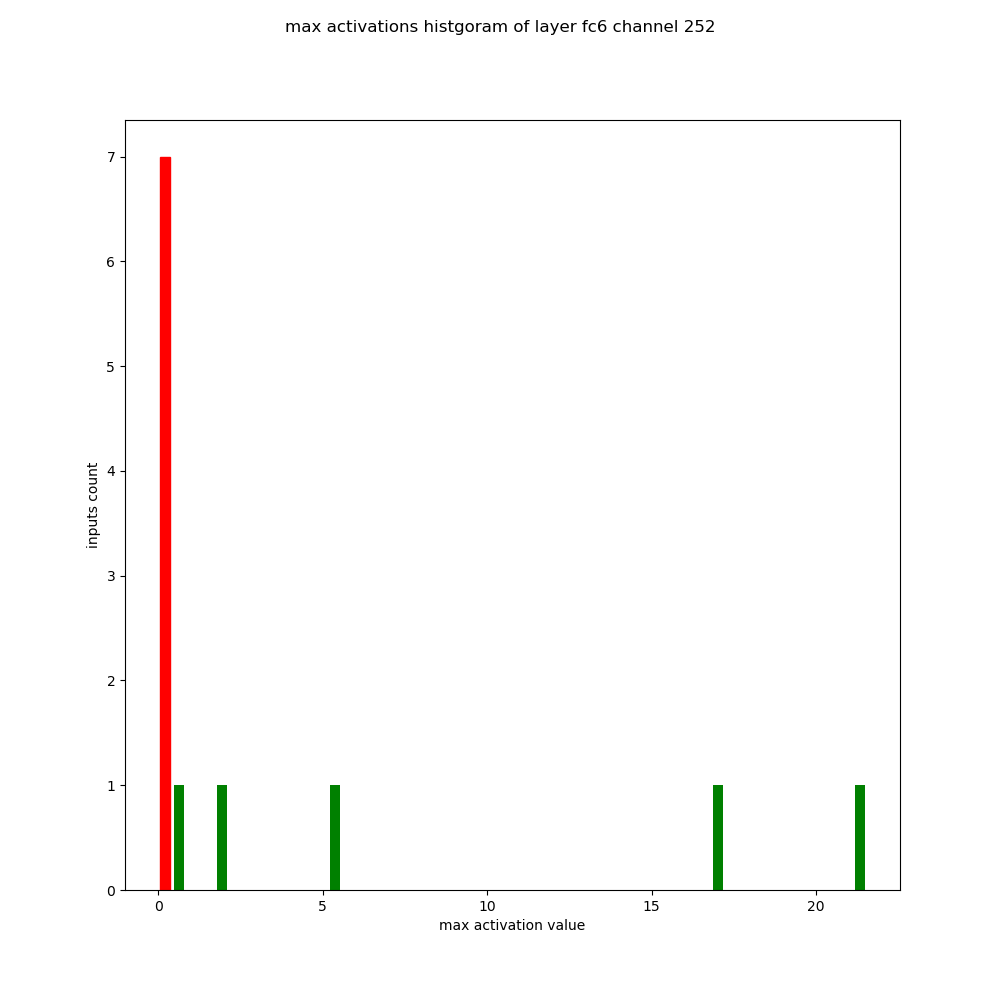 max activations histgoram of layer fc6 channel 252
7
6
5
4
3
2
1
0
inputs count
0 5 10 15 20
max activation value